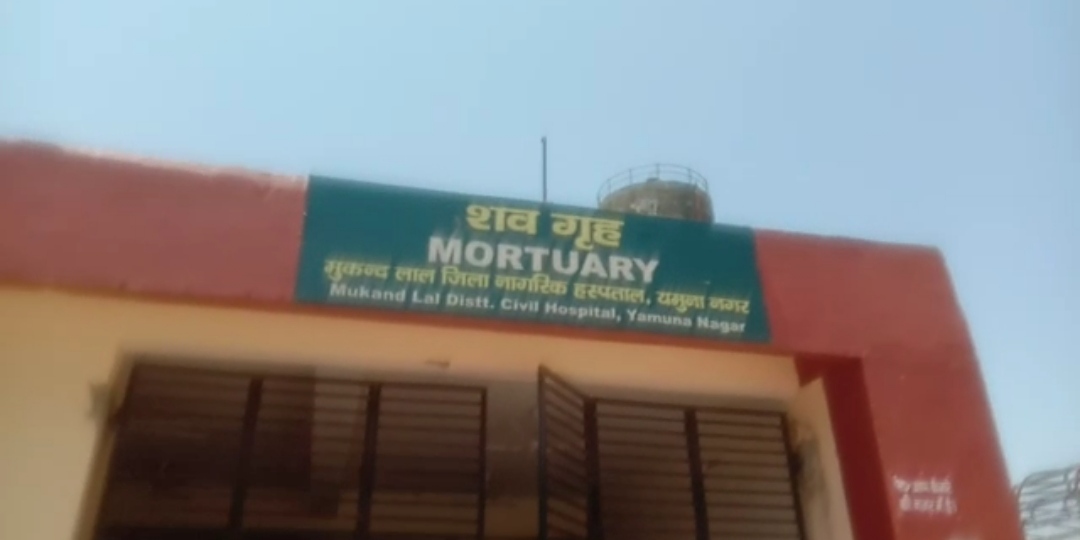 शव गृह
MORTUARY
मुकन्द लाल जिला नागरिक हस्पताल, यमुना नगर
Mukand Lal Distt. Civil Hospital, Yamuna Nagar